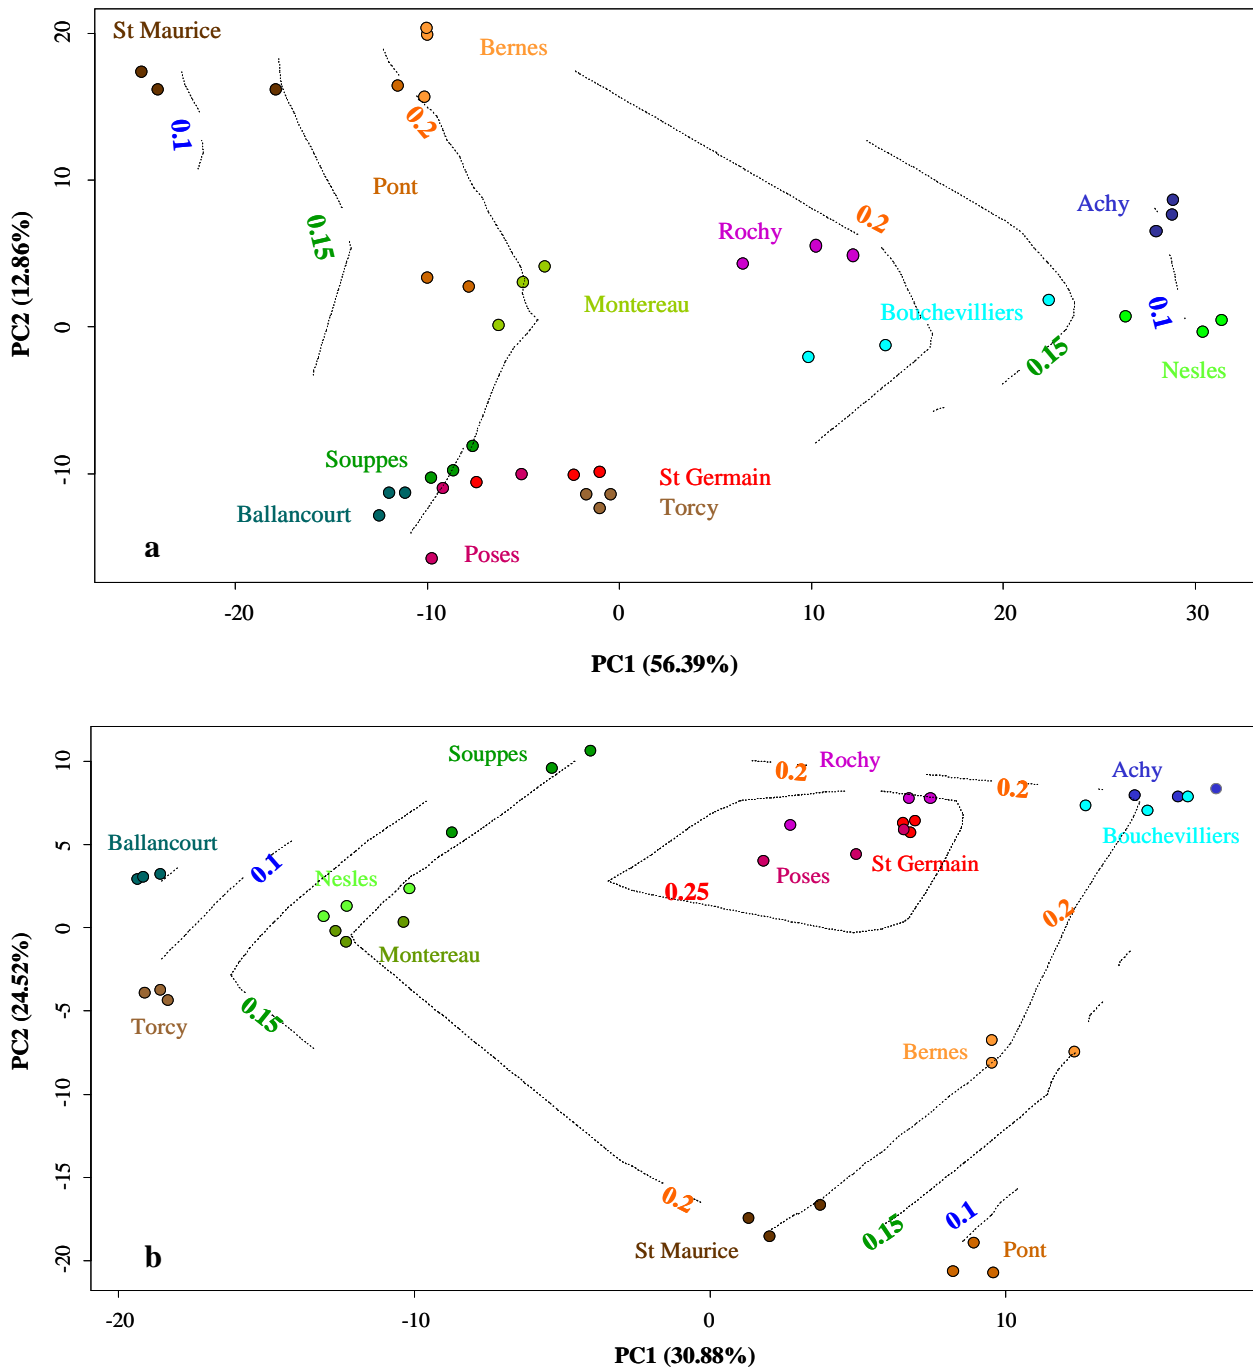 St Maurice
Bernes
0.1
0.2
Pont
0.15
Achy
Rochy
0.2
Montereau
Bouchevilliers
0.1
0.15
Nesles
Souppes
St Germain
Torcy
Ballancourt
Poses
a
20
10
0
-10
PC2 (12.86%)
-20
-10
0
10
20
30
PC1 (56.39%)
Souppes
0.2
Rochy
0.2
Achy
Bouchevilliers
Ballancourt
0.1
Nesles
Poses
St Germain
0.25
0.2
Montereau
0.15
Torcy
Bernes
0.2
St Maurice
0.15
0.1
Pont
b
10
5
0
-5
-10
-15
-20
PC2 (24.52%)
-20
-10
0
10
PC1 (30.88%)